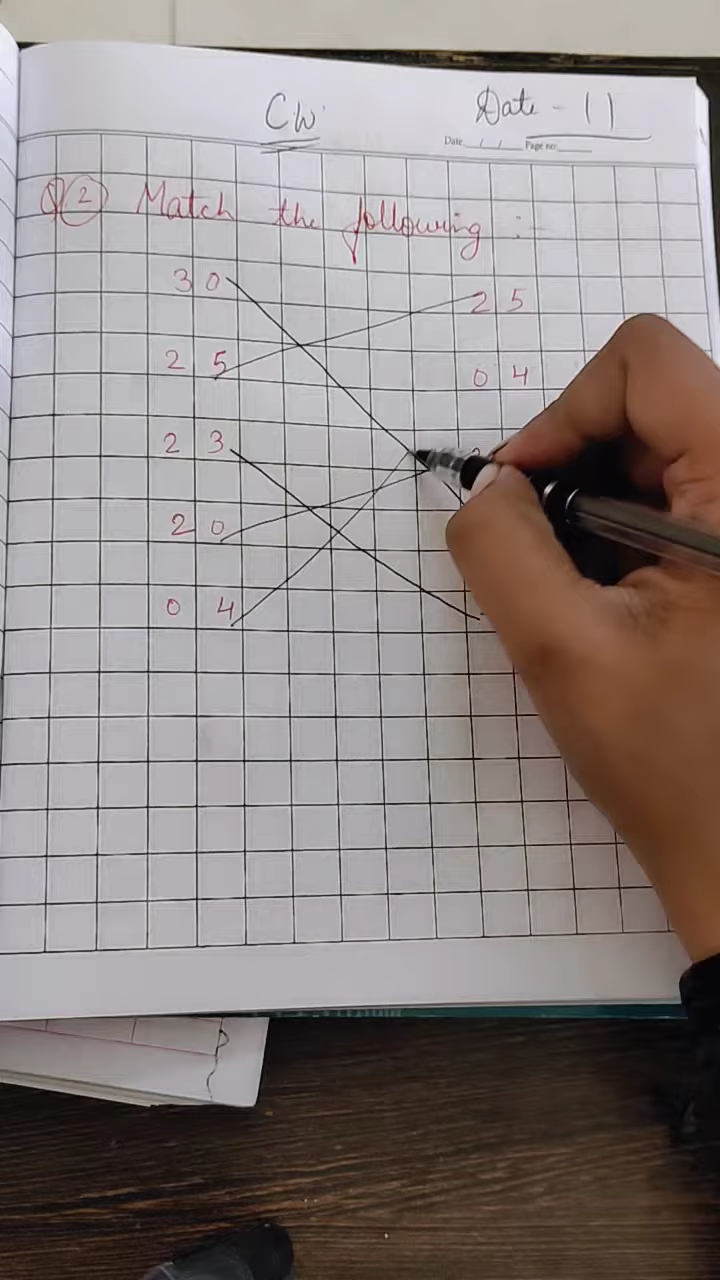 CW
Date - 11
Date / / Page no:
Q② Match the following :-
30 25
25 04
23
20
04